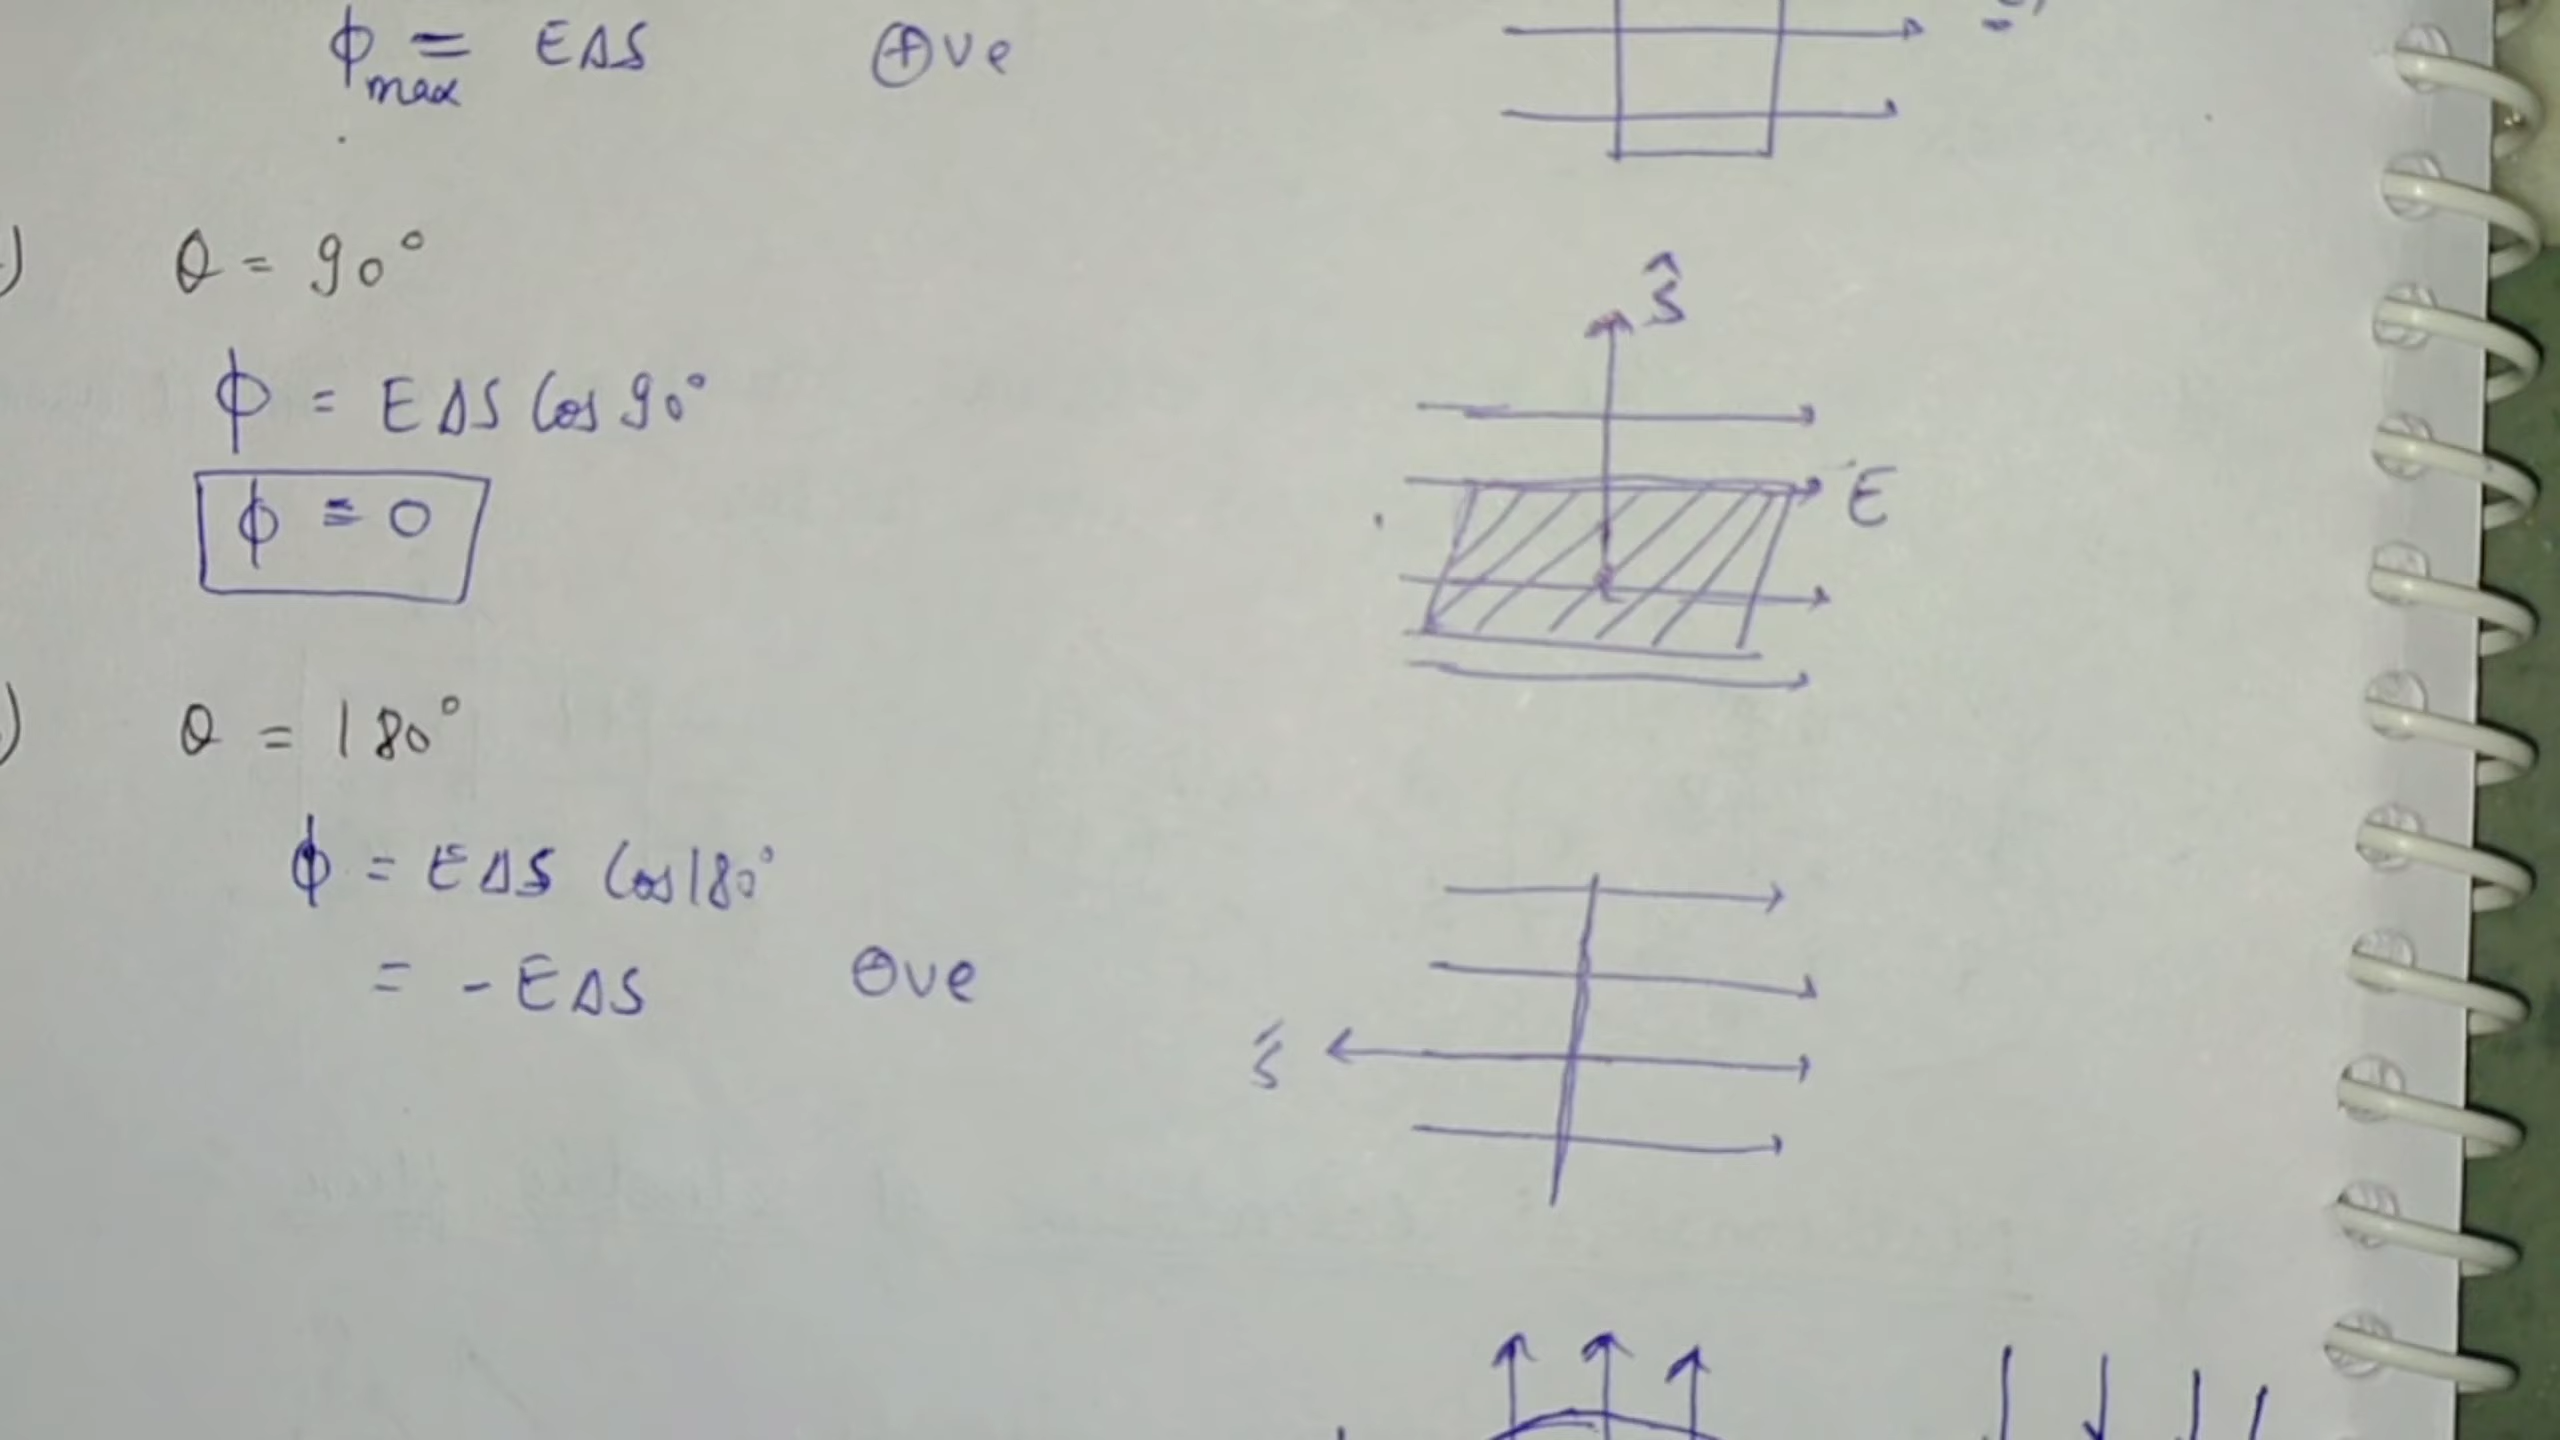 ϕmax = EΔS ⊕ve
θ = 90°
ϕ = EΔS Cos 90°
ϕ = 0
ŝ
E
θ = 180°
ϕ = EΔS Cos 180°
= - EΔS ⊖ve
ŝ